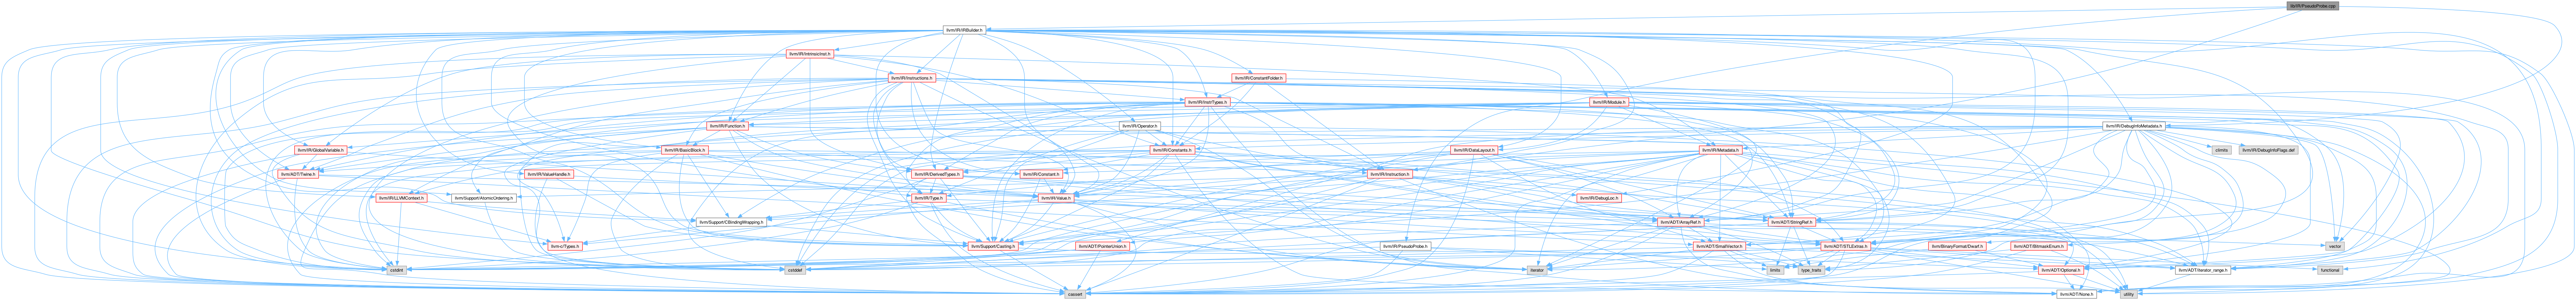 lib/IR/PseudoProbe.cpp
llvm/IR/IRBuilder.h
llvm/IR/IntrinsicInst.h
llvm/IR/Instructions.h
llvm/IR/ConstantFolder.h
llvm/IR/InstrTypes.h
llvm/IR/Module.h
llvm/IR/Function.h
llvm/IR/Operator.h
llvm/IR/DebugInfoMetadata.h
llvm/IR/GlobalVariable.h
llvm/IR/BasicBlock.h
llvm/IR/Constants.h
llvm/IR/DataLayout.h
llvm/IR/Metadata.h
climits
llvm/IR/DebugInfoFlags.def
llvm/ADT/Twine.h
llvm/IR/ValueHandle.h
llvm/IR/DerivedTypes.h
llvm/IR/Constant.h
llvm/IR/Instruction.h
llvm/IR/LLVMContext.h
llvm/Support/AtomicOrdering.h
llvm/IR/Type.h
llvm/IR/Value.h
llvm/IR/DebugLoc.h
llvm/Support/CBindingWrapping.h
llvm/ADT/ArrayRef.h
llvm/ADT/StringRef.h
llvm-c/Types.h
llvm/Support/Casting.h
llvm/ADT/PointerUnion.h
llvm/IR/PseudoProbe.h
llvm/ADT/SmallVector.h
llvm/ADT/STLExtras.h
llvm/BinaryFormat/Dwarf.h
llvm/ADT/BitmaskEnum.h
vector
cstdint
cstddef
iterator
limits
type_traits
llvm/ADT/Optional.h
llvm/ADT/iterator_range.h
functional
cassert
llvm/ADT/None.h
utility